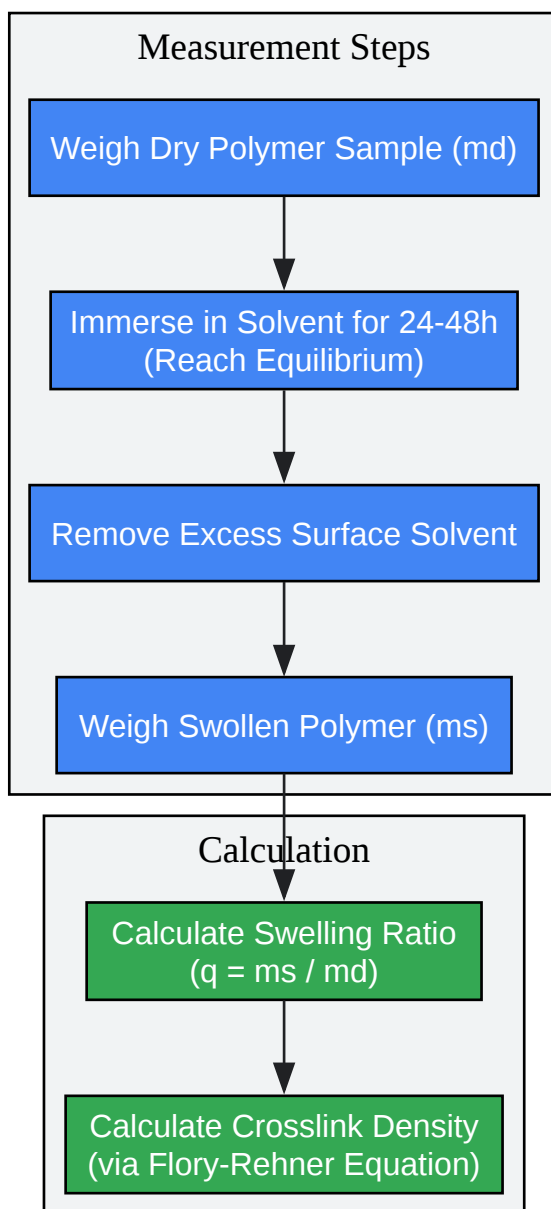 Measurement Steps
Weigh Dry Polymer Sample (md)
Immerse in Solvent for 24-48h
(Reach Equilibrium)
Remove Excess Surface Solvent
Weigh Swollen Polymer (ms)
Calculation
Calculate Swelling Ratio
(q = ms / md)
Calculate Crosslink Density
(via Flory-Rehner Equation)